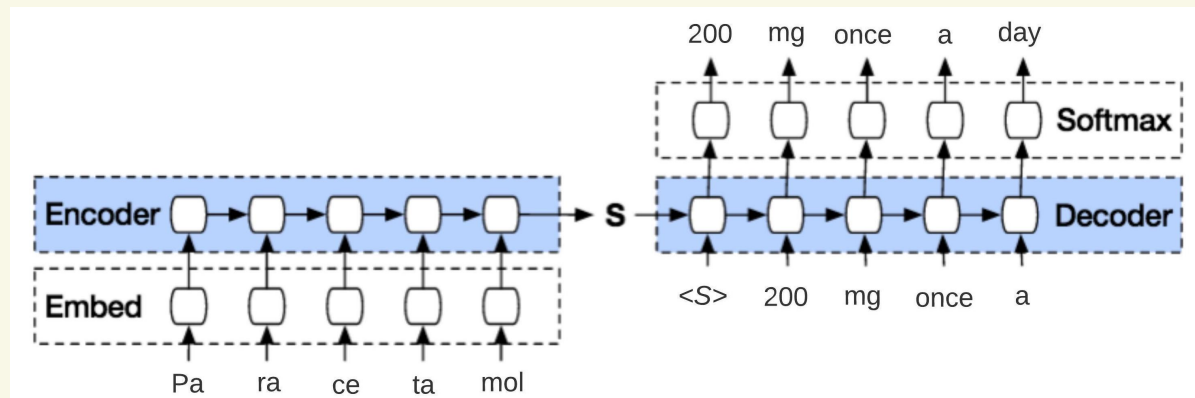 200 mg once a day
Softmax
Encoder S Decoder
<S> 200 mg once a
Embed
Pa ra ce ta mol